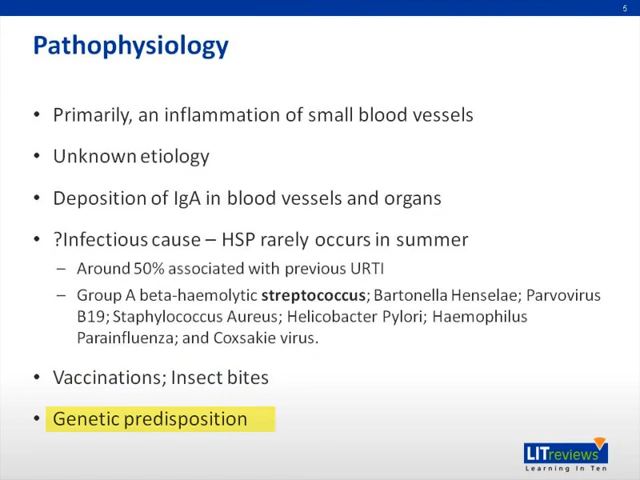 5
Pathophysiology
• Primarily, an inflammation of small blood vessels
• Unknown etiology
• Deposition of IgA in blood vessels and organs
• ?Infectious cause – HSP rarely occurs in summer
– Around 50% associated with previous URTI
– Group A beta-haemolytic streptococcus; Bartonella Henselae; Parvovirus
B19; Staphylococcus Aureus; Helicobacter Pylori; Haemophilus
Parainfluenza; and Coxsakie virus.
• Vaccinations; Insect bites
• Genetic predisposition
LITreviews
Learning In Ten